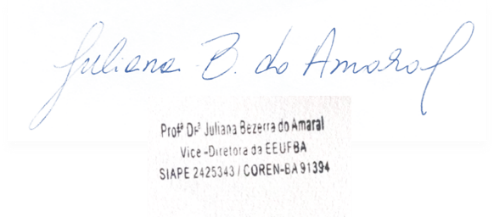 Juliana B. do Amaral
Profª Drª Juliana Bezerra do Amaral
Vice-Diretora da EEUFBA
SIAPE 2425343 / COREN-BA 91394